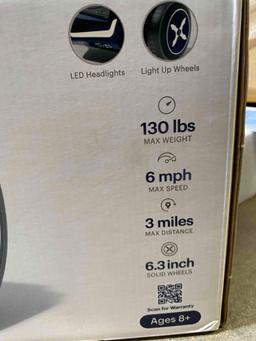 LED Headlights
Light Up Wheels
130 lbs
MAX WEIGHT
6 mph
MAX SPEED
3 miles
MAX DISTANCE
6.3 inch
SOLID WHEELS
Scan for Warranty
Ages 8+